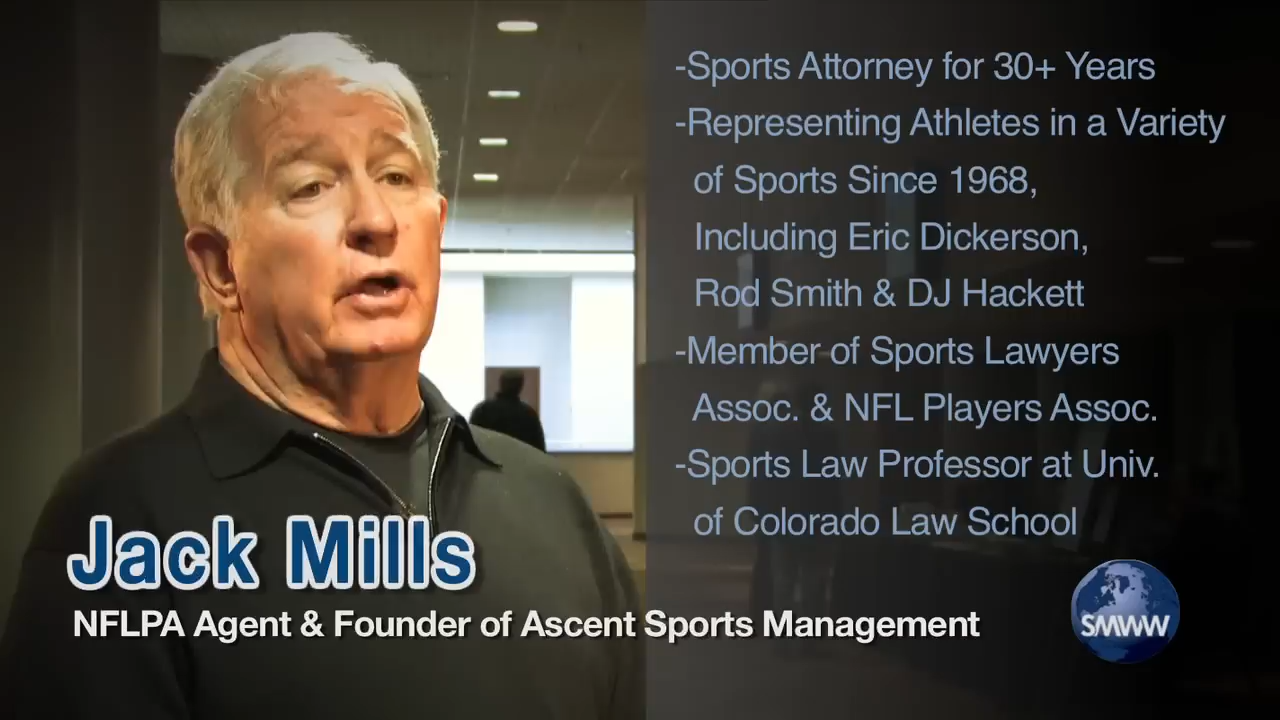 -Sports Attorney for 30+ Years
-Representing Athletes in a Variety
of Sports Since 1968,
Including Eric Dickerson,
Rod Smith & DJ Hackett
-Member of Sports Lawyers
Assoc. & NFL Players Assoc.
-Sports Law Professor at Univ.
of Colorado Law School
Jack Mills
NFLPA Agent & Founder of Ascent Sports Management
SMWW